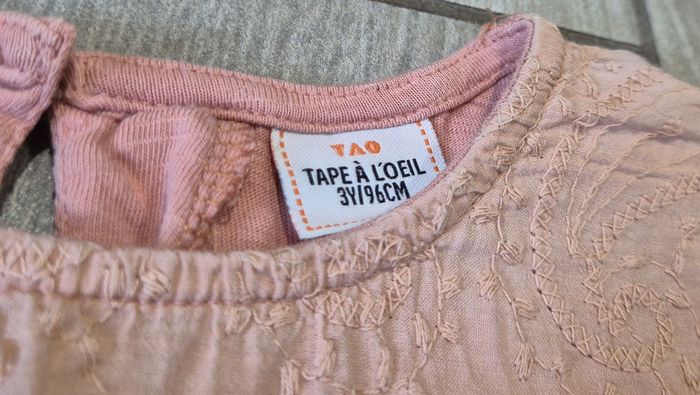 TAO
TAPE À L'OEIL
3Y/96CM